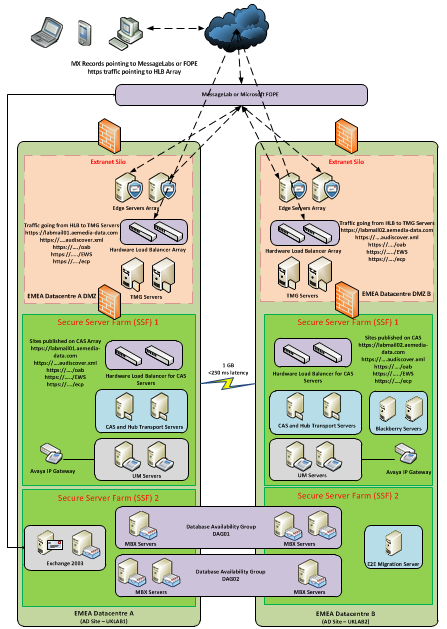 MX Records pointing to MessageLabs or FOPE
https traffic pointing to HLB Array
MessageLab or Microsoft FOPE
Extranet Silo
Edge Servers Array
Traffic going from HLB to TMG Servers
https://labmail01.aemedia-data.com
https://....audiscover.xml
https://..../oab
https://...../EWS
https://..../ecp
Hardware Load Balancer Array
TMG Servers
EMEA Datacentre A DMZ
Extranet Silo
Edge Servers Array
Traffic going from HLB to TMG Servers
https://labmail02.aemedia-data.com
https://....audiscover.xml
https://..../oab
https://...../EWS
https://..../ecp
Hardware Load Balancer Array
TMG Servers
EMEA Datacentre DMZ B
Secure Server Farm (SSF) 1
Sites published on CAS Array
https://labmail01.aemedia-
data.com
https://....audiscover.xml
https://..../oab
https://...../EWS
https://..../ecp
Hardware Load Balancer for CAS
Servers
CAS and Hub Transport Servers
Avaya IP Gateway
UM Servers
1 GB
<250 ms latency
Secure Server Farm (SSF) 1
Sites published on CAS
https://labmail02.aemedia-
data.com
https://....audiscover.xml
https://..../oab
https://...../EWS
https://..../ecp
Hardware Load Balancer for CAS
Servers
CAS and Hub Transport Servers
Blackberry Servers
UM Servers
Avaya IP Gateway
Secure Server Farm (SSF) 2
Exchange 2003
Secure Server Farm (SSF) 2
E2E Migration Server
MBX Servers
Database Availability Group
DAG01
MBX Servers
MBX Servers
Database Availability Group
DAG02
MBX Servers
EMEA Datacentre A
(AD Site – UKLAB1)
EMEA Datacentre B
(AD Site – UKLAB2)